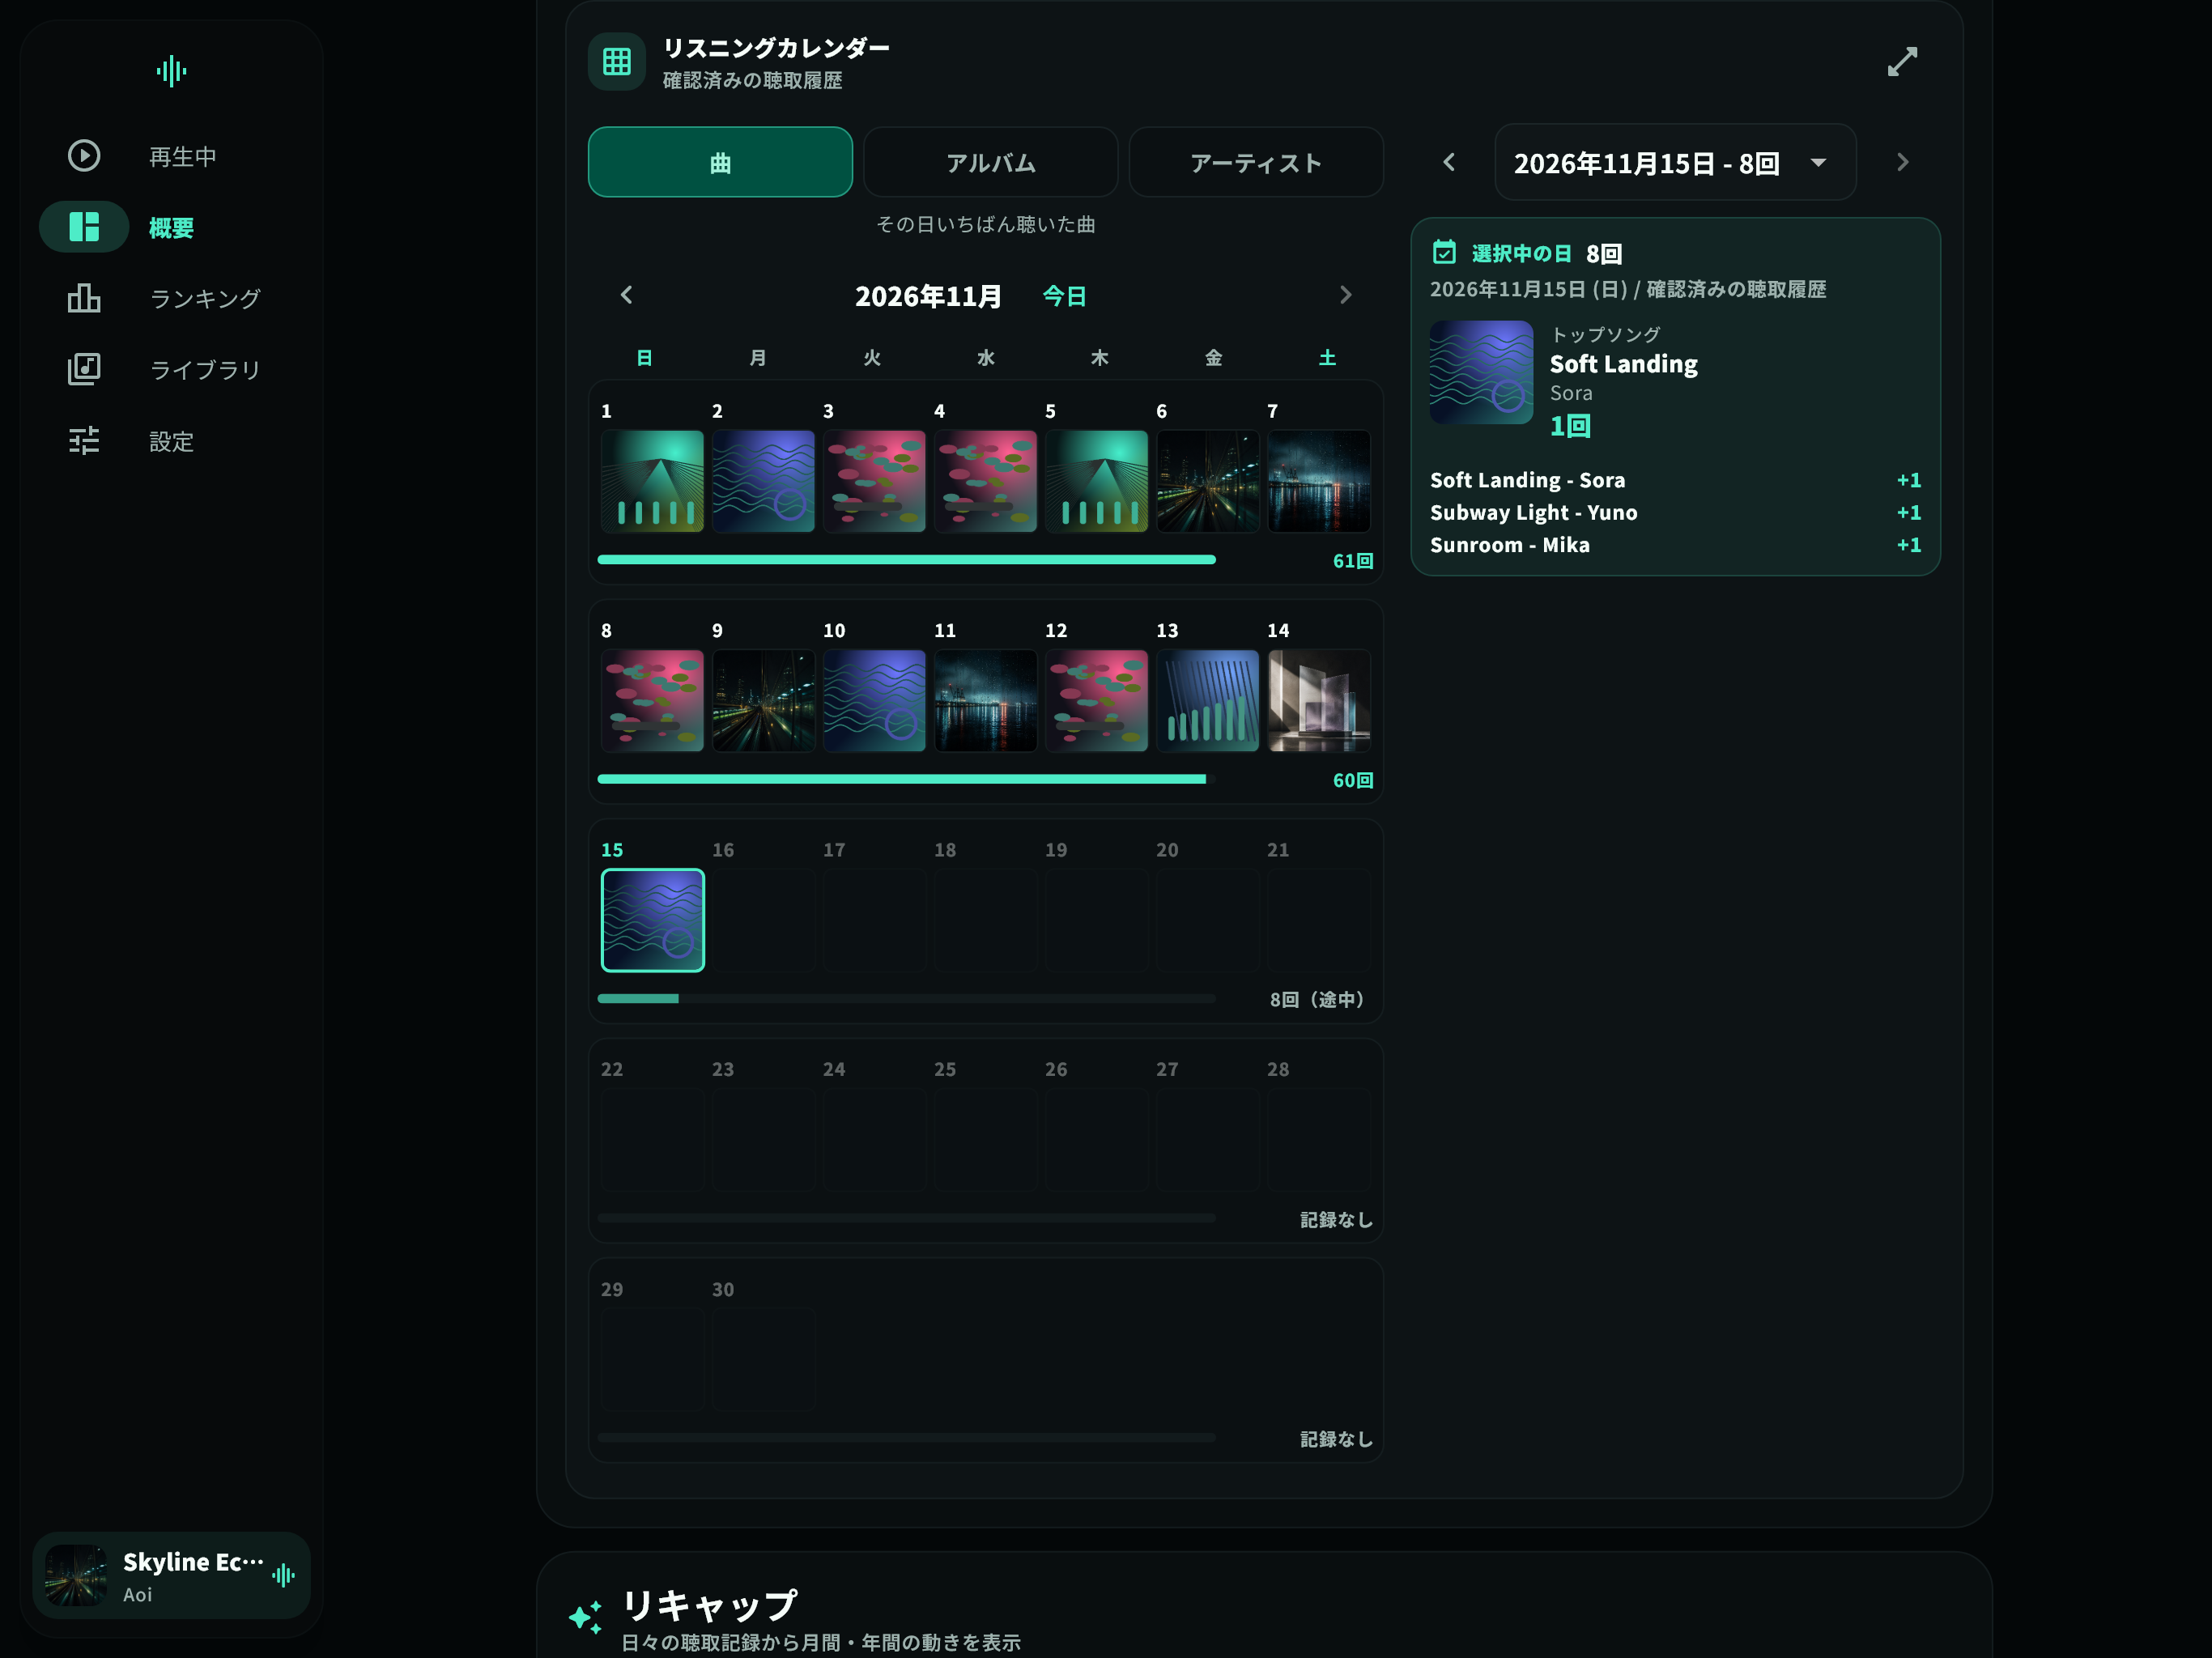 再生中
概要
ランキング
ライブラリ
設定
Skyline Ec…
Aoi
リスニングカレンダー
確認済みの聴取履歴
曲
アルバム
アーティスト
その日いちばん聴いた曲
2026年11月 今日
日 月 火 水 木 金 土
1 2 3 4 5 6 7
61回
8 9 10 11 12 13 14
60回
15 16 17 18 19 20 21
8回（途中）
22 23 24 25 26 27 28
記録なし
29 30
記録なし
2026年11月15日 - 8回
選択中の日 8回
2026年11月15日 (日) / 確認済みの聴取履歴
トップソング
Soft Landing
Sora
1回
Soft Landing - Sora +1
Subway Light - Yuno +1
Sunroom - Mika +1
リキャップ
日々の聴取記録から月間・年間の動きを表示